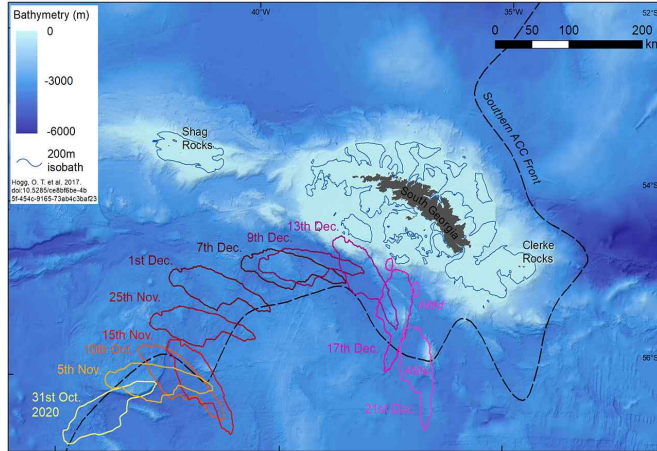 Bathymetry (m)
0
-3000
-6000
200m
isobath
Hogg, O. T. et al. 2017.
doi:10.5285/ce8bf6be-4b
5f-454c-9165-73ab4c3baf23
40°W
35°W
52°S
0 50 100 200
km
Southern ACC Front
Shag
Rocks
54°S
South Georgia
Clerke
Rocks
13th Dec.
9th Dec.
7th Dec.
1st Dec.
25th Nov.
15th Nov.
10th Oct.
5th Nov.
31st Oct.
2020
17th Dec.
A68d
A68a
21st Dec.
56°S